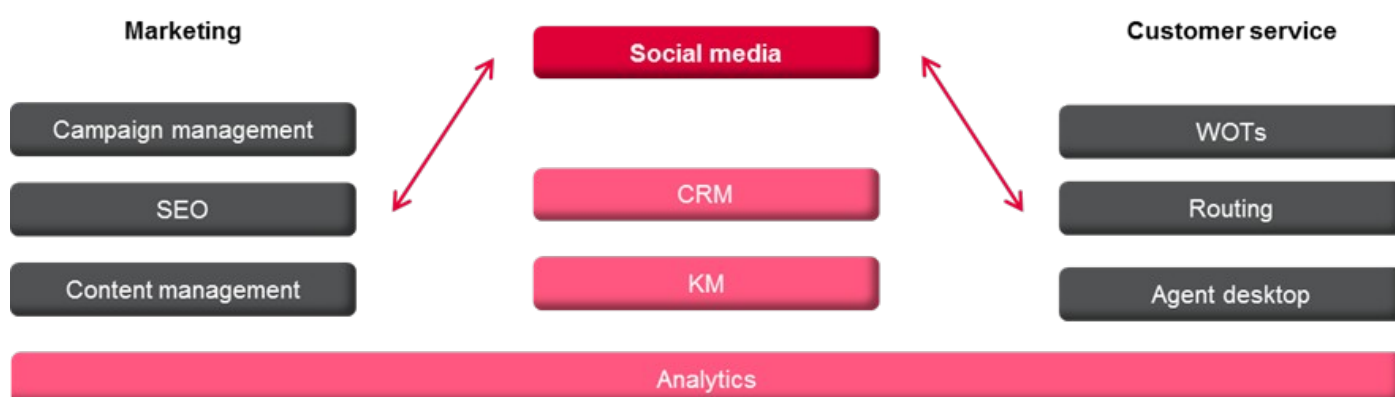 Marketing
Social media
Customer service
Campaign management
WOTs
CRM
SEO
Routing
KM
Content management
Agent desktop
Analytics